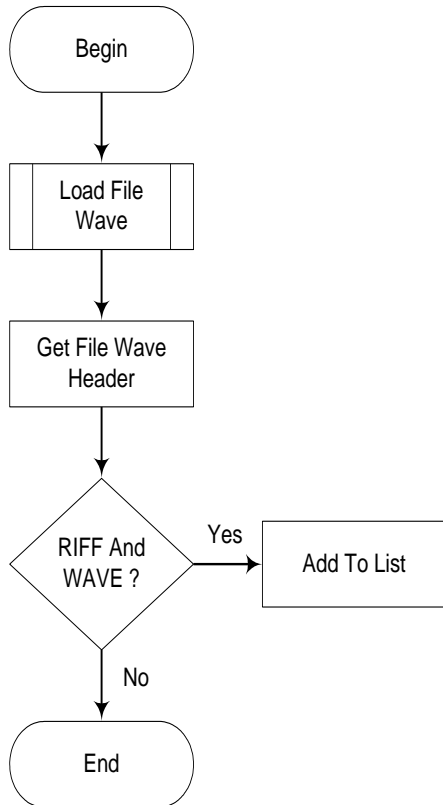 Begin
Load File
Wave
Get File Wave
Header
RIFF And
WAVE ?
Yes
Add To List
No
End